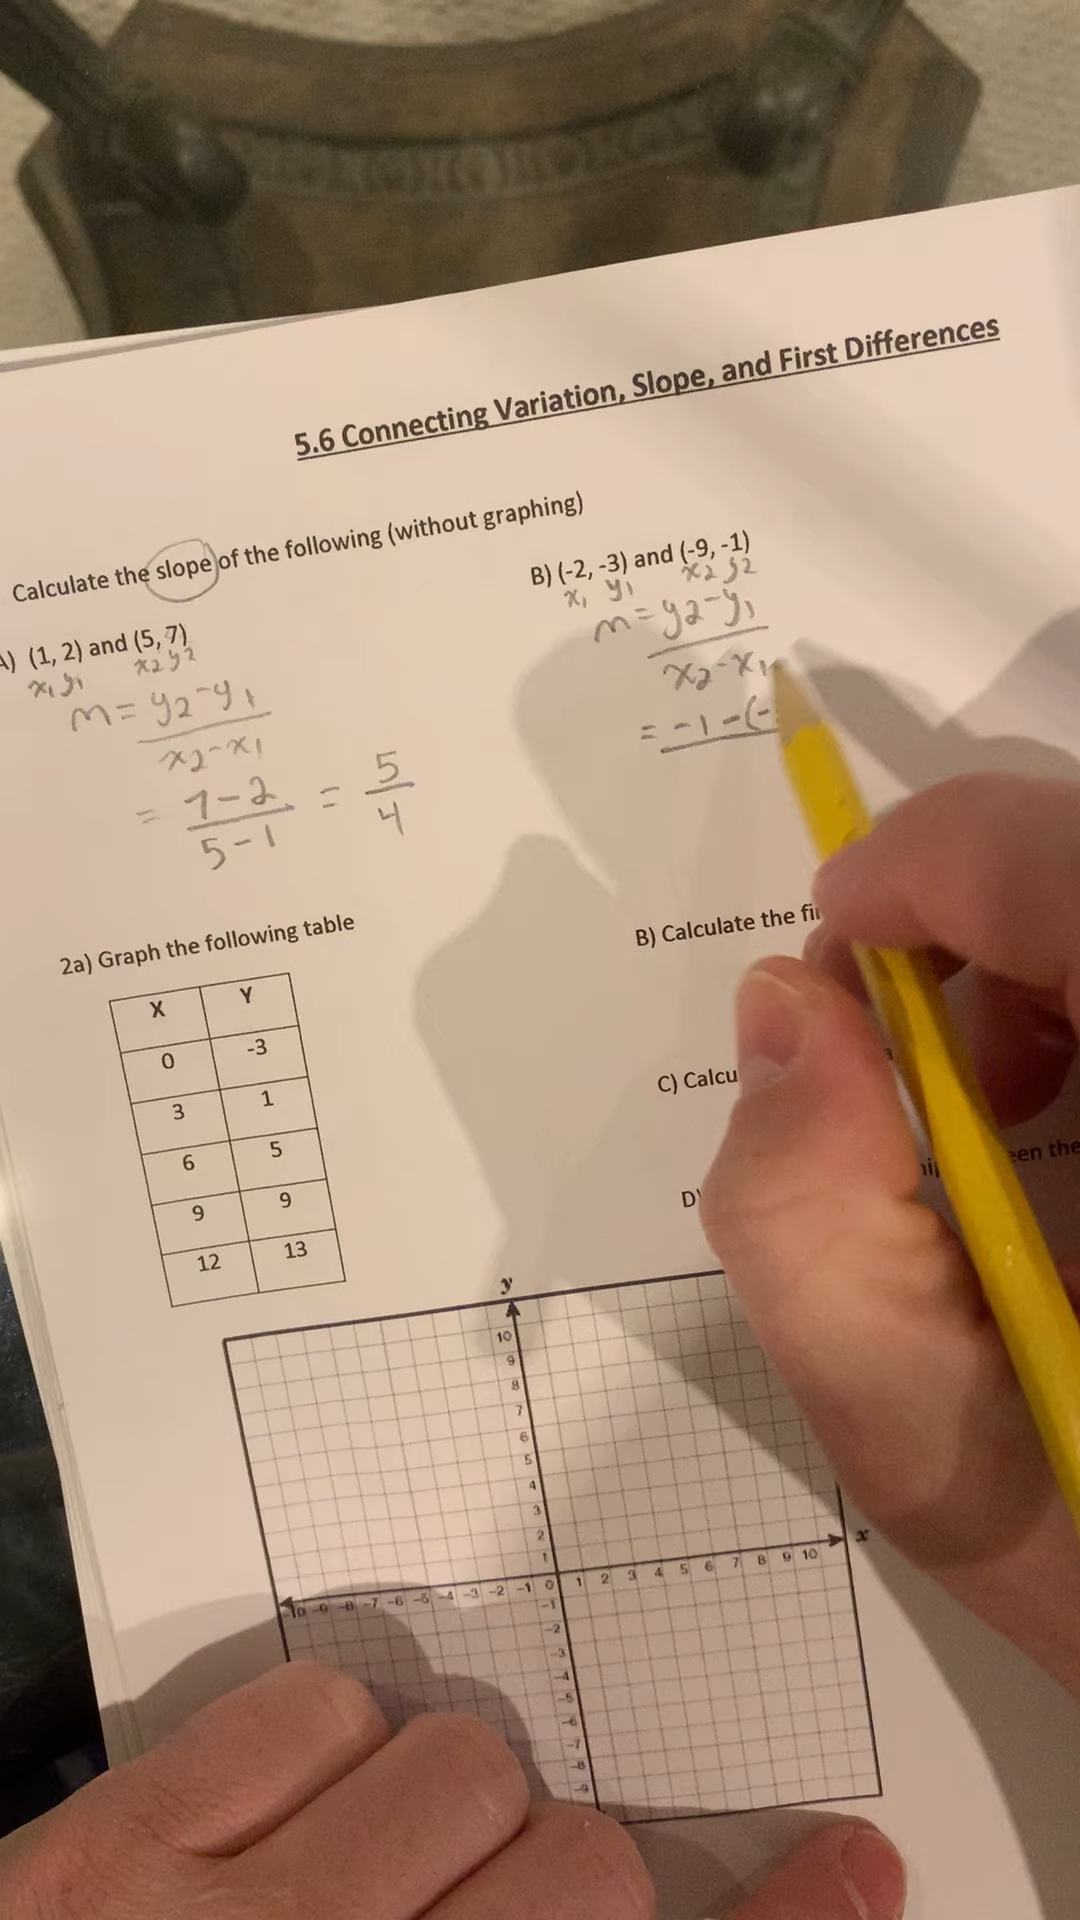 5.6 Connecting Variation, Slope, and First Differences
Calculate the slope of the following (without graphing)
A) (1, 2) and (5, 7)
x₁ y₁ x₂ y₂
m = y₂ - y₁
x₂ - x₁
= 7 - 2 = 5
5 - 1 4
B) (-2, -3) and (-9, -1)
x₁ y₁ x₂ y₂
m = y₂ - y₁
x₂ - x₁
= -1 - (-
2a) Graph the following table
X Y
0 -3
3 1
6 5
9 9
12 13
B) Calculate the
C)
D)
the
y
10
9
8
7
6
5
4
3
2
1
-10 -9 -8 -7 -6 -5 -4 -3 -2 -1 0 1 2 3 4 5 6 7 8 9 10 x
-1
-2
-3
-4
-5
-6
-7
-8
-9